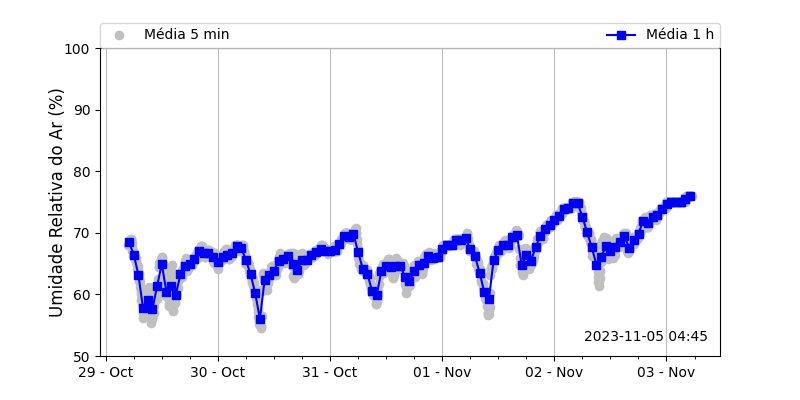 Média 5 min Média 1 h
Umidade Relativa do Ar (%)
100
90
80
70
60
50
2023-11-05 04:45
29 - Oct 30 - Oct 31 - Oct 01 - Nov 02 - Nov 03 - Nov